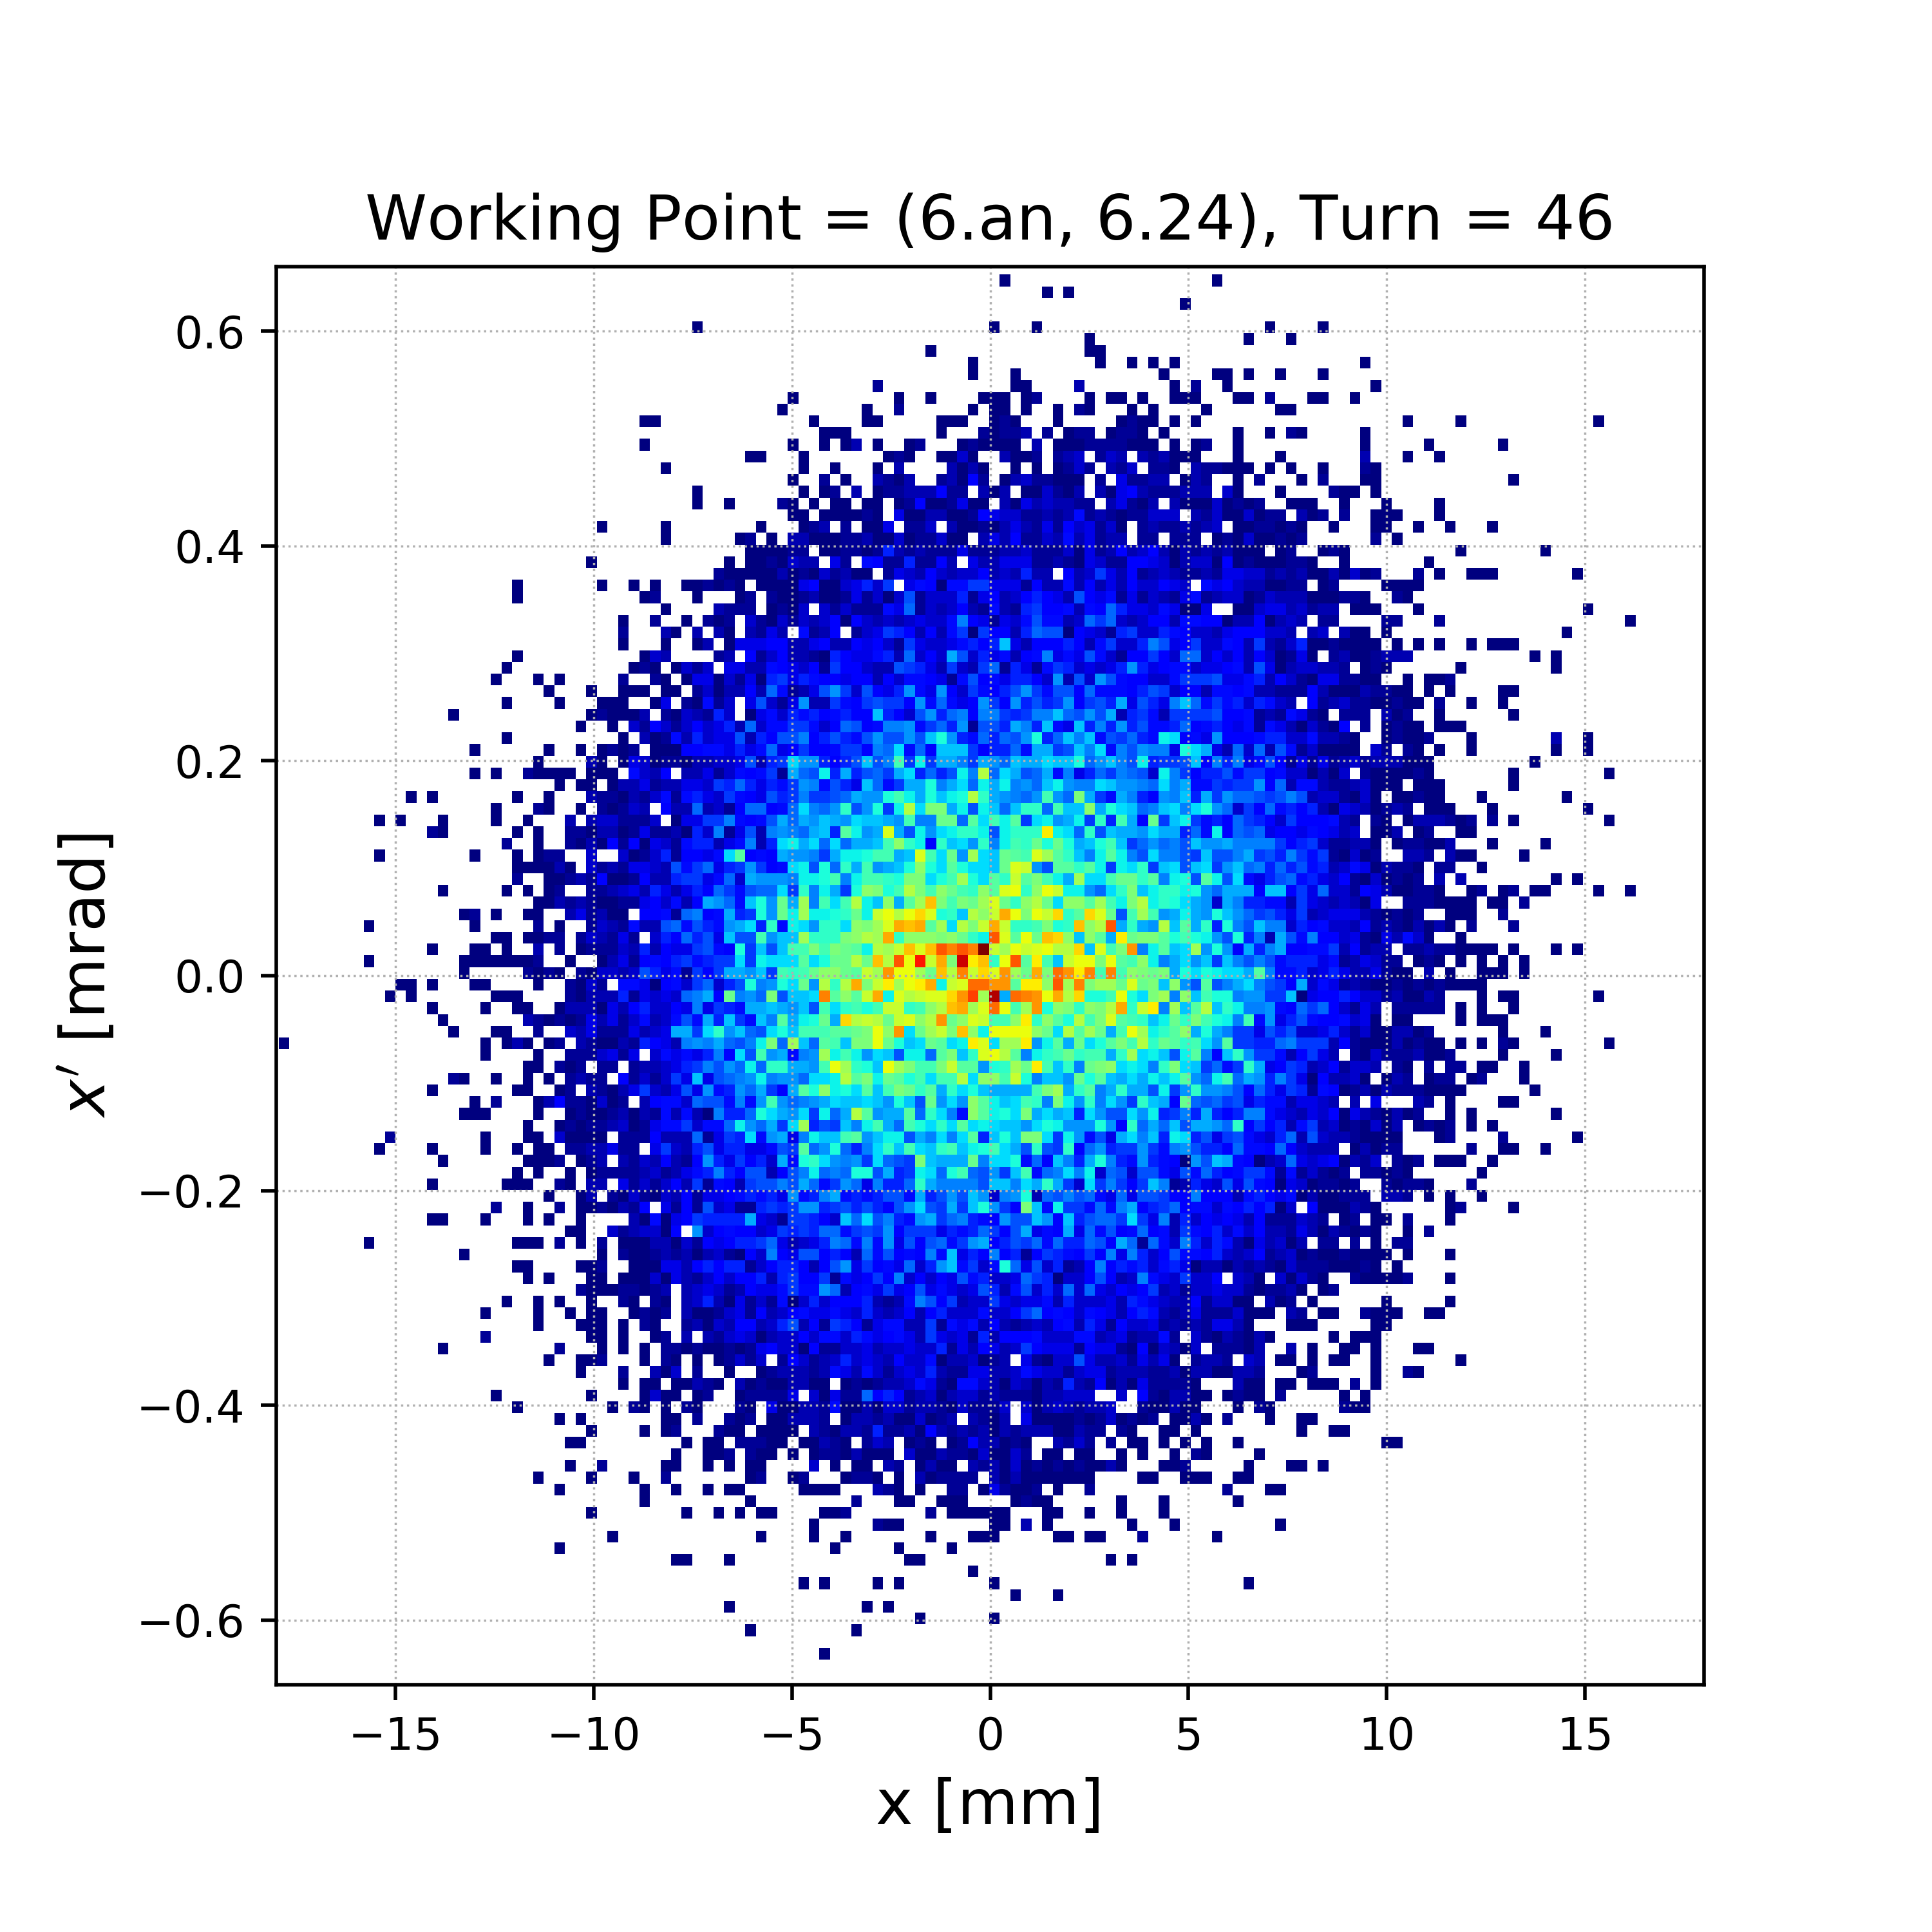 Working Point = (6.an, 6.24), Turn = 46
0.6
0.4
0.2
0.0
−0.2
−0.4
−0.6
x′ [mrad]
−15 −10 −5 0 5 10 15
x [mm]